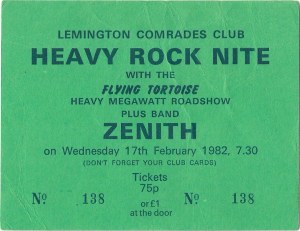 LEMINGTON COMRADES CLUB
HEAVY ROCK NITE
WITH THE
FLYING TORTOISE
HEAVY MEGAWATT ROADSHOW
PLUS BAND
ZENITH
on Wednesday 17th February 1982, 7.30
(DON'T FORGET YOUR CLUB CARDS)
Tickets
75p
Nº 138 Nº 138
or £1
at the door